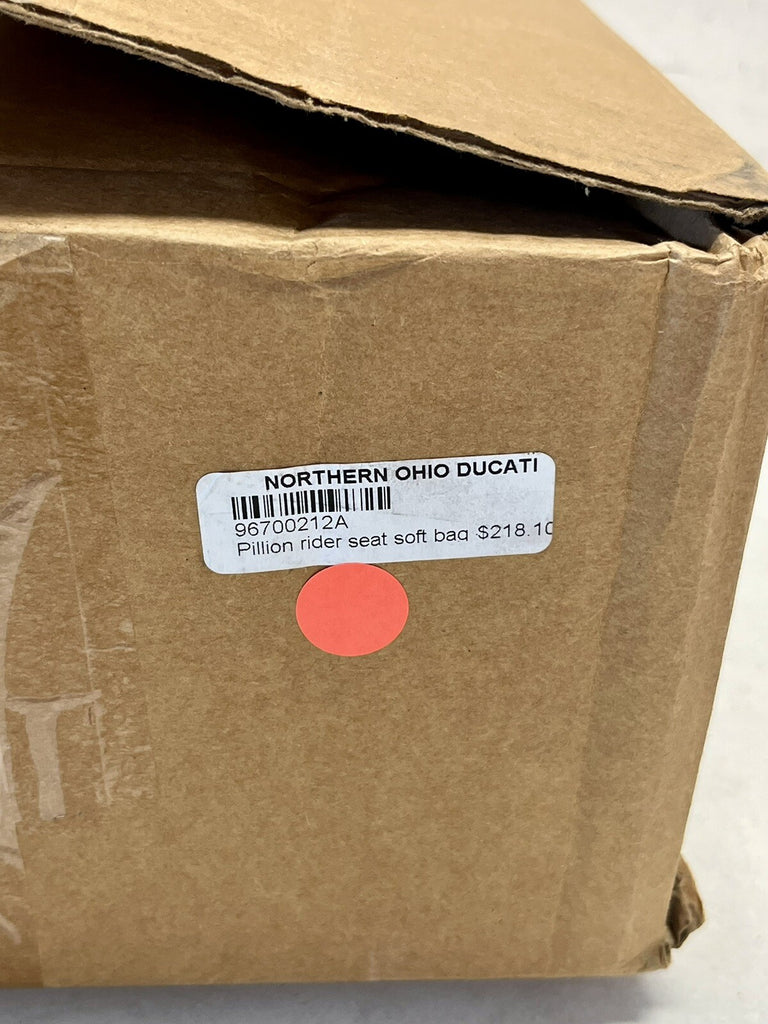 NORTHERN OHIO DUCATI
96700212A
Pillion rider seat soft bag $218.10